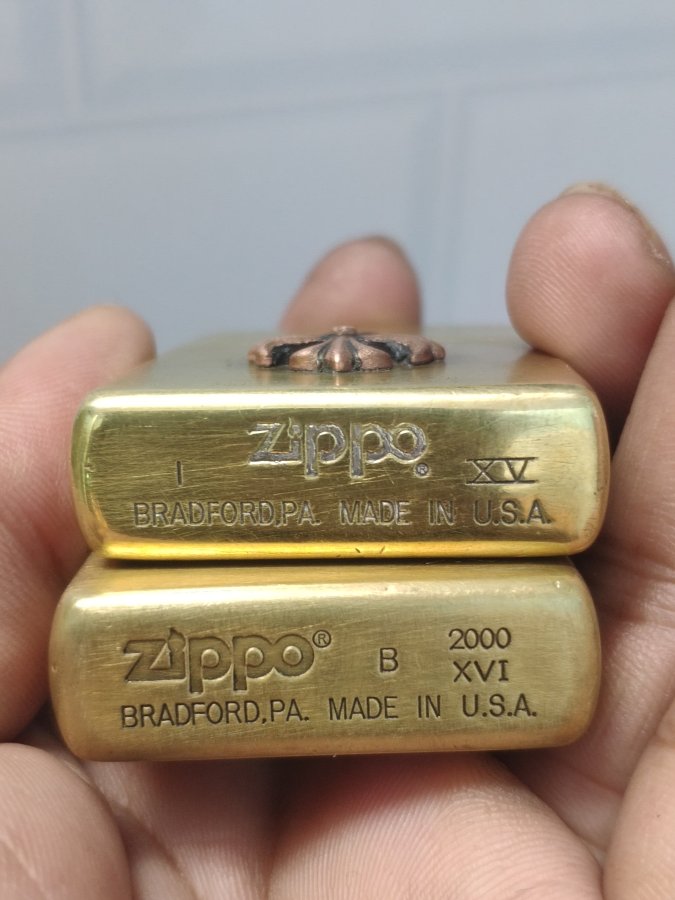 zippo®
I XV
BRADFORD,PA. MADE IN U.S.A.
zippo® B 2000
XVI
BRADFORD,PA. MADE IN U.S.A.